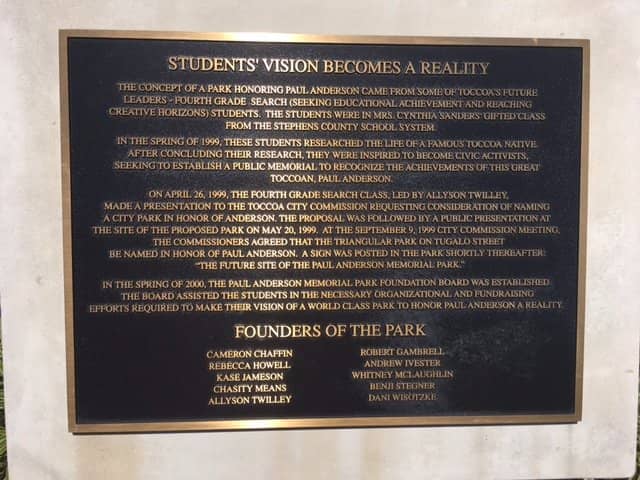 STUDENTS' VISION BECOMES A REALITY
THE CONCEPT OF A PARK HONORING PAUL ANDERSON CAME FROM SOME OF TOCCOA'S FUTURE
LEADERS - FOURTH GRADE SEARCH (SEEKING EDUCATIONAL ACHIEVEMENT AND REACHING
CREATIVE HORIZONS) STUDENTS. THE STUDENTS WERE IN MRS. CYNTHIA SANDERS' GIFTED CLASS
FROM THE STEPHENS COUNTY SCHOOL SYSTEM.
IN THE SPRING OF 1999, THESE STUDENTS RESEARCHED THE LIFE OF A FAMOUS TOCCOA NATIVE.
AFTER CONCLUDING THEIR RESEARCH, THEY WERE INSPIRED TO BECOME CIVIC ACTIVISTS,
SEEKING TO ESTABLISH A PUBLIC MEMORIAL TO RECOGNIZE THE ACHIEVEMENTS OF THIS GREAT
TOCCOAN, PAUL ANDERSON.
ON APRIL 26, 1999, THE FOURTH GRADE SEARCH CLASS, LED BY ALLYSON TWILLEY,
MADE A PRESENTATION TO THE TOCCOA CITY COMMISSION REQUESTING CONSIDERATION OF NAMING
A CITY PARK IN HONOR OF ANDERSON. THE PROPOSAL WAS FOLLOWED BY A PUBLIC PRESENTATION AT
THE SITE OF THE PROPOSED PARK ON MAY 20, 1999. AT THE SEPTEMBER 9, 1999 CITY COMMISSION MEETING,
THE COMMISSIONERS AGREED THAT THE TRIANGULAR PARK ON TUGALO STREET
BE NAMED IN HONOR OF PAUL ANDERSON. A SIGN WAS POSTED IN THE PARK SHORTLY THEREAFTER:
"THE FUTURE SITE OF THE PAUL ANDERSON MEMORIAL PARK."
IN THE SPRING OF 2000, THE PAUL ANDERSON MEMORIAL PARK FOUNDATION BOARD WAS ESTABLISHED.
THE BOARD ASSISTED THE STUDENTS IN THE NECESSARY ORGANIZATIONAL AND FUNDRAISING
EFFORTS REQUIRED TO MAKE THEIR VISION OF A WORLD CLASS PARK TO HONOR PAUL ANDERSON A REALITY.
FOUNDERS OF THE PARK
CAMERON CHAFFIN
REBECCA HOWELL
KASE JAMESON
CHASITY MEANS
ALLYSON TWILLEY
ROBERT GAMBRELL
ANDREW IVESTER
WHITNEY MCLAUGHLIN
BENJI STEGNER
DANI WISOTZKE